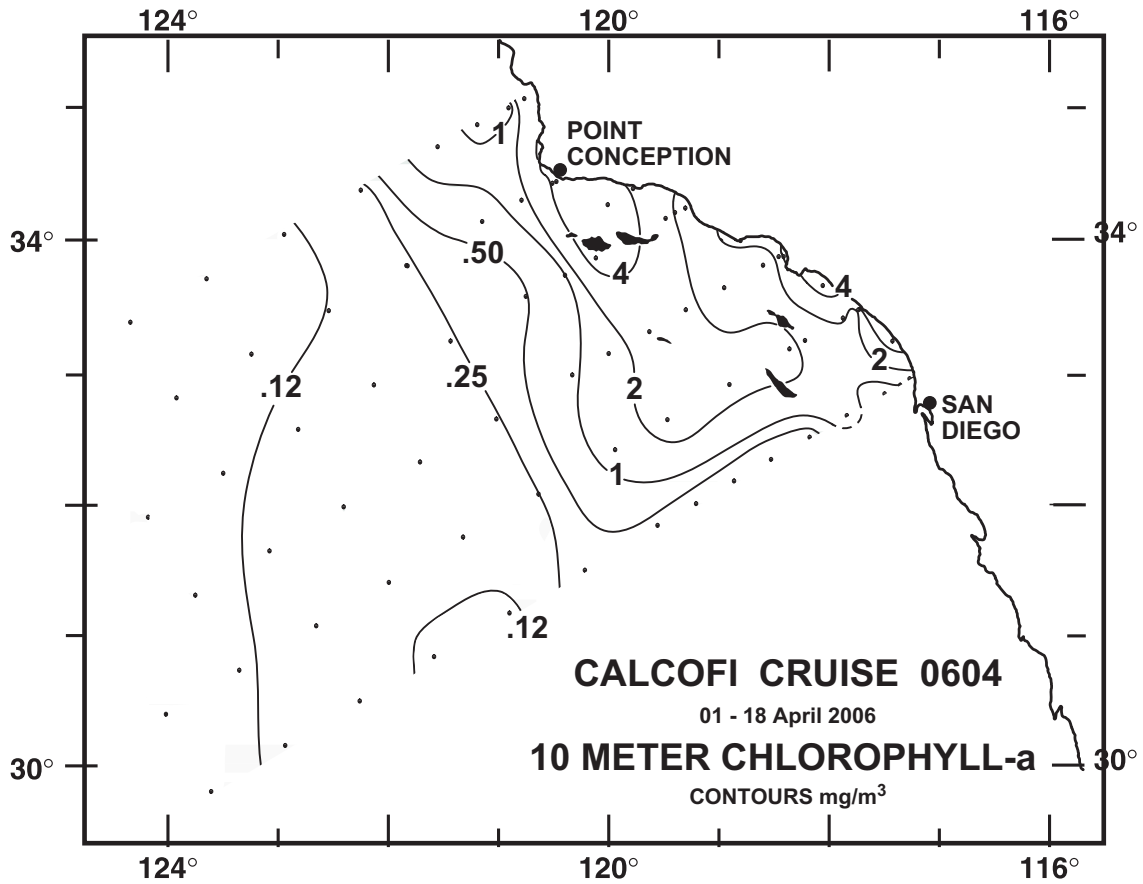 124° 120° 116°
1
POINT
CONCEPTION
34° 34°
.50
4
4
.12
.25
2
2
SAN
DIEGO
1
.12
CALCOFI CRUISE 0604
01 - 18 April 2006
30° 10 METER CHLOROPHYLL-a 30°
CONTOURS mg/m³
124° 120° 116°